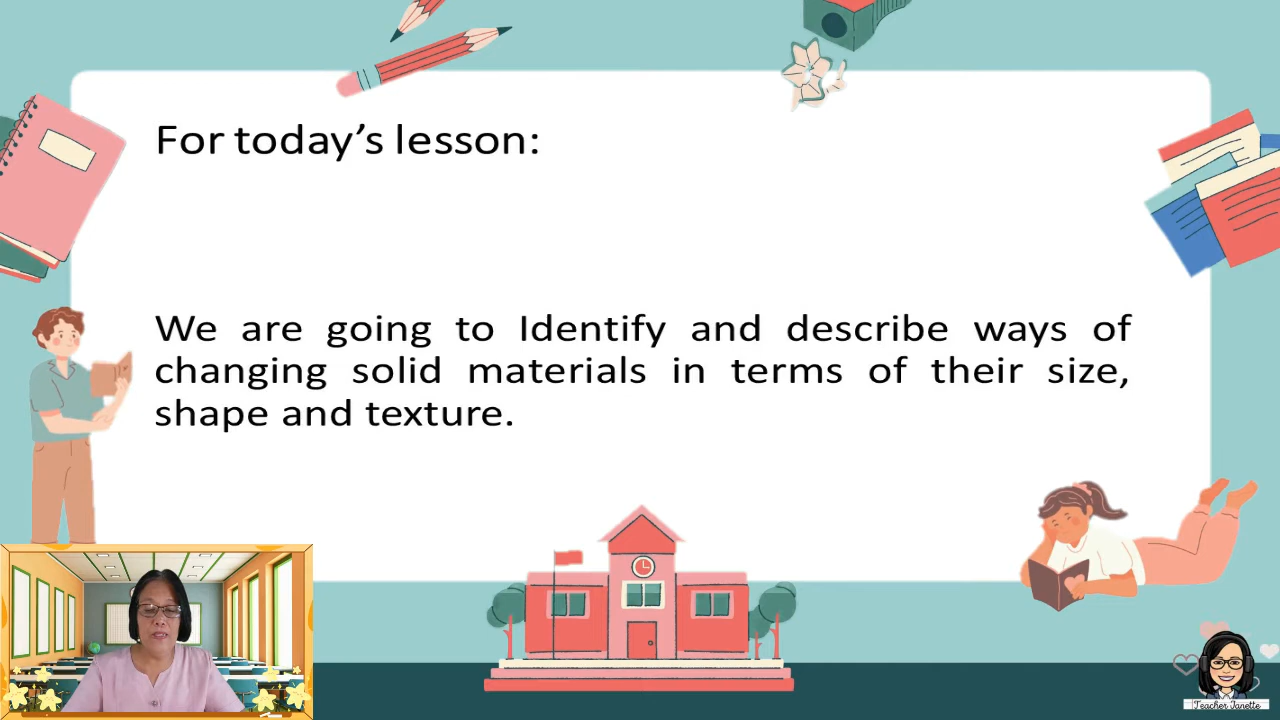 For today's lesson:
We are going to Identify and describe ways of
changing solid materials in terms of their size,
shape and texture.
Teacher Janette